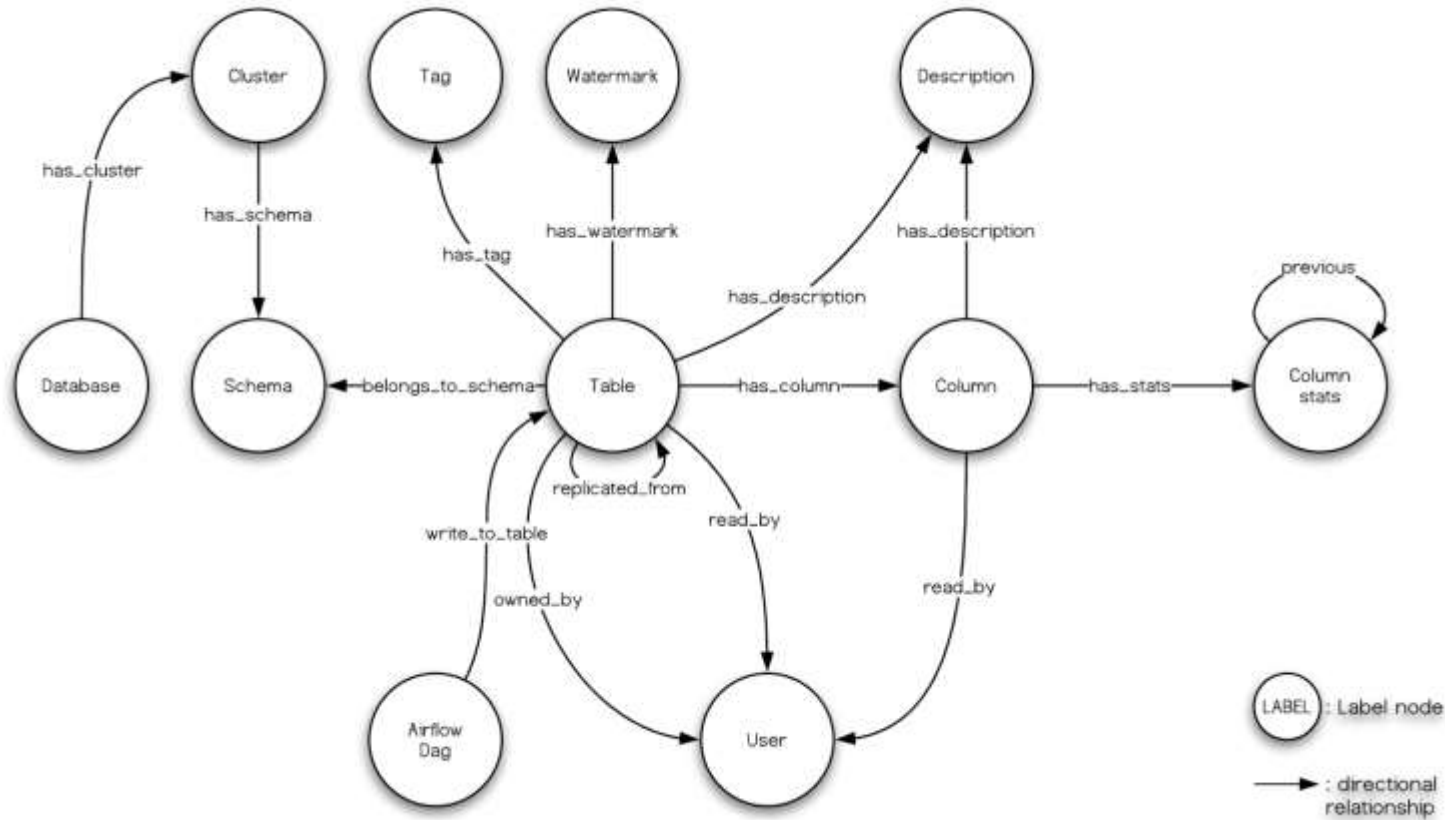 Cluster
Tag
Watermark
Description
has_cluster
has_schema
has_tag
has_watermark
has_description
has_description
previous
Database
Schema
belongs_to_schema
Table
has_column
Column
has_stats
Column
stats
replicated_from
write_to_table
read_by
owned_by
read_by
Airflow
Dag
User
LABEL
: Label node
: directional
relationship